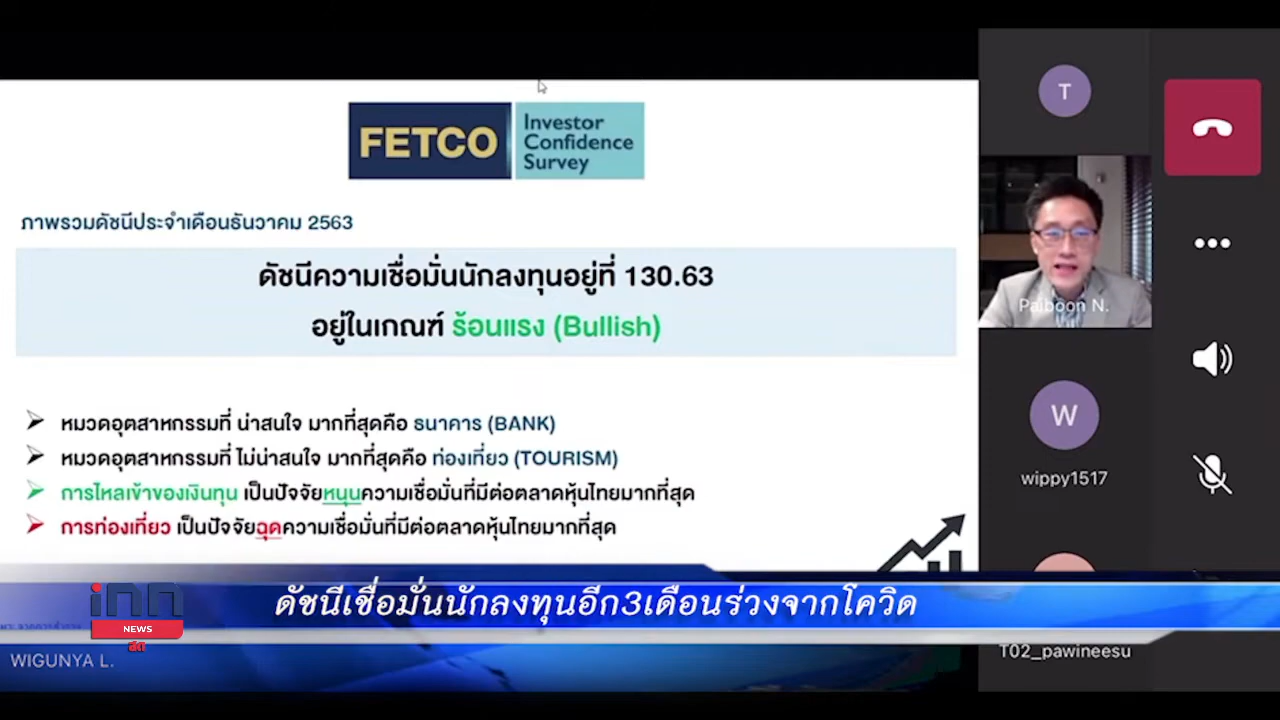 FETCO
Investor
Confidence
Survey
ภาพรวมดัชนีประจำเดือนธันวาคม 2563
ดัชนีความเชื่อมั่นนักลงทุนอยู่ที่ 130.63
อยู่ในเกณฑ์ ร้อนแรง (Bullish)
หมวดอุตสาหกรรมที่ น่าสนใจ มากที่สุดคือ ธนาคาร (BANK)
หมวดอุตสาหกรรมที่ ไม่น่าสนใจ มากที่สุดคือ ท่องเที่ยว (TOURISM)
การไหลเข้าของเงินทุน เป็นปัจจัยหนุนความเชื่อมั่นที่มีต่อตลาดหุ้นไทยมากที่สุด
การท่องเที่ยว เป็นปัจจัยฉุดความเชื่อมั่นที่มีต่อตลาดหุ้นไทยมากที่สุด
T
Paiboon N.
W
wippy1517
T02_pawineesu
ดัชนีเชื่อมั่นนักลงทุนอีก3เดือนร่วงจากโควิด
inn
NEWS
สด
WIGUNYA L.